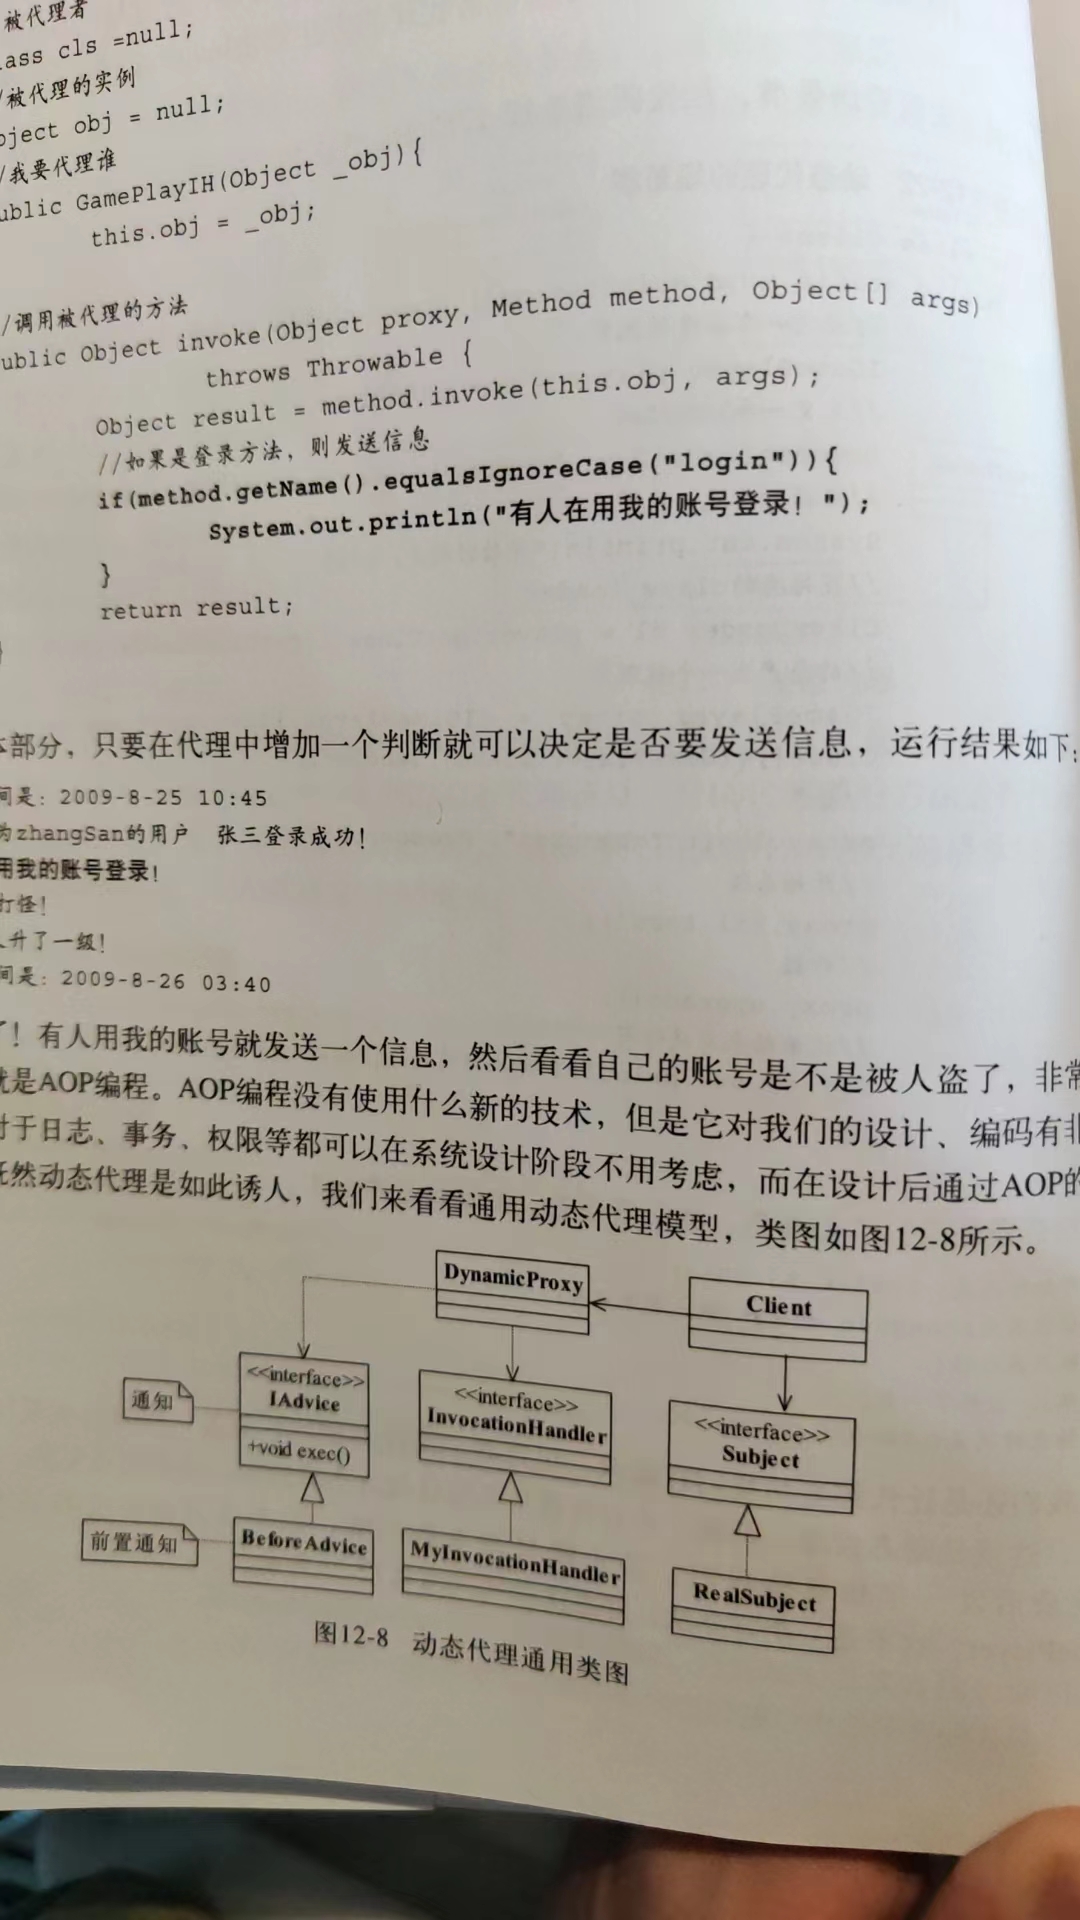 被代理者
ass cls =null;
/被代理的实例
bject obj = null;
/我要代理谁
ublic GamePlayIH(Object _obj){
this.obj = _obj;
//调用被代理的方法
ublic Object invoke(Object proxy, Method method, Object[] args)
throws Throwable {
Object result = method.invoke(this.obj, args);
//如果是登录方法，则发送信息
if(method.getName().equalsIgnoreCase("login")){
System.out.println("有人在用我的账号登录！");
}
return result;
}
部分，只要在代理中增加一个判断就可以决定是否要发送信息，运行结果如下：
间是：2009-8-25 10:45
为zhangSan的用户 张三登录成功！
用我的账号登录！
打怪！
升了一级！
间是：2009-8-26 03:40
了！有人用我的账号就发送一个信息，然后看看自己的账号是不是被人盗了，非常
就是AOP编程。AOP编程没有使用什么新的技术，但是它对我们的设计、编码有非
对于日志、事务、权限等都可以在系统设计阶段不用考虑，而在设计后通过AOP的
既然动态代理是如此诱人，我们来看看通用动态代理模型，类图如图12-8所示。
DynamicProxy
Client
通知
<<interface>>
IAdvice
+void exec()
<<interface>>
InvocationHandler
<<interface>>
Subject
前置通知
BeforeAdvice
MyInvocationHandler
RealSubject
图12-8 动态代理通用类图